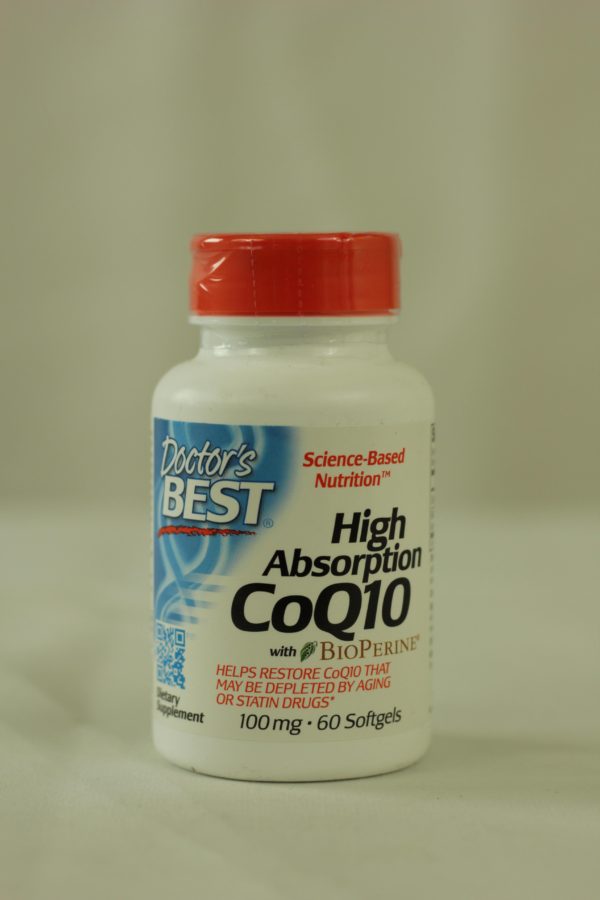 Doctor's
BEST®
Science-Based
Nutrition™
High
Absorption
CoQ10
with BIOPERINE®
HELPS RESTORE CoQ10 THAT
MAY BE DEPLETED BY AGING
OR STATIN DRUGS*
Dietary
Supplement
100 mg • 60 Softgels